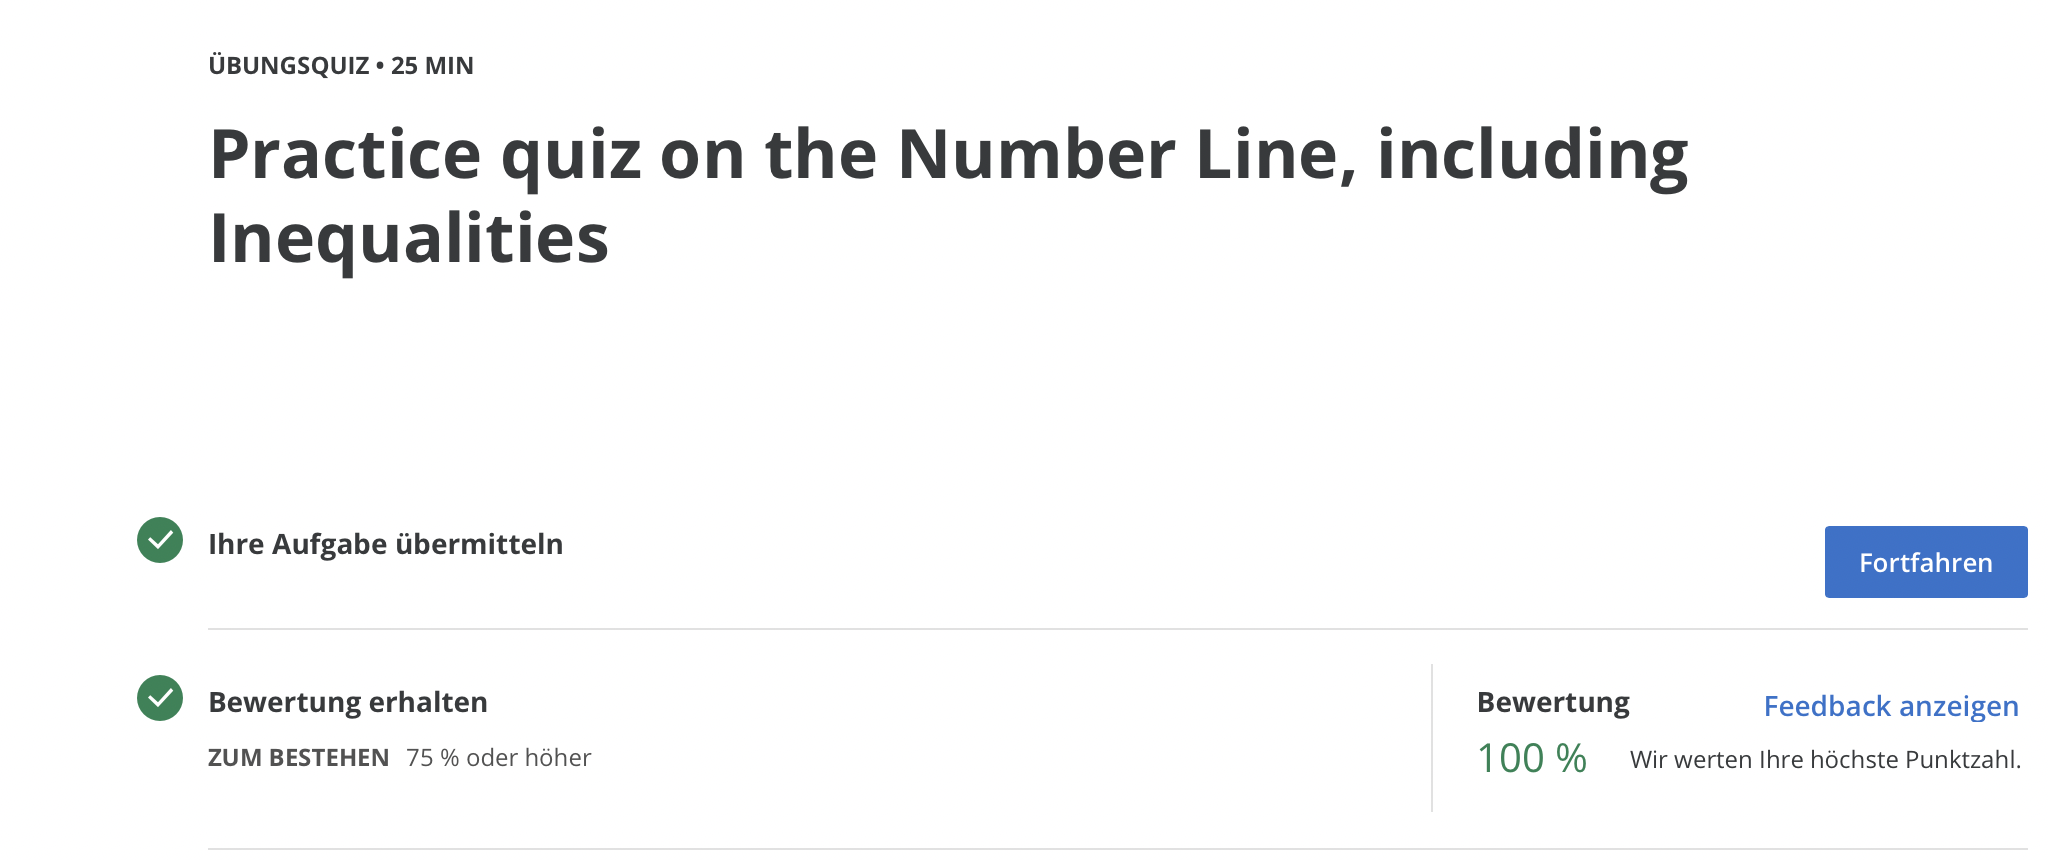 ÜBUNGSQUIZ • 25 MIN
Practice quiz on the Number Line, including
Inequalities
Ihre Aufgabe übermitteln
Fortfahren
Bewertung erhalten
ZUM BESTEHEN 75 % oder höher
Bewertung
Feedback anzeigen
100 %
Wir werten Ihre höchste Punktzahl.